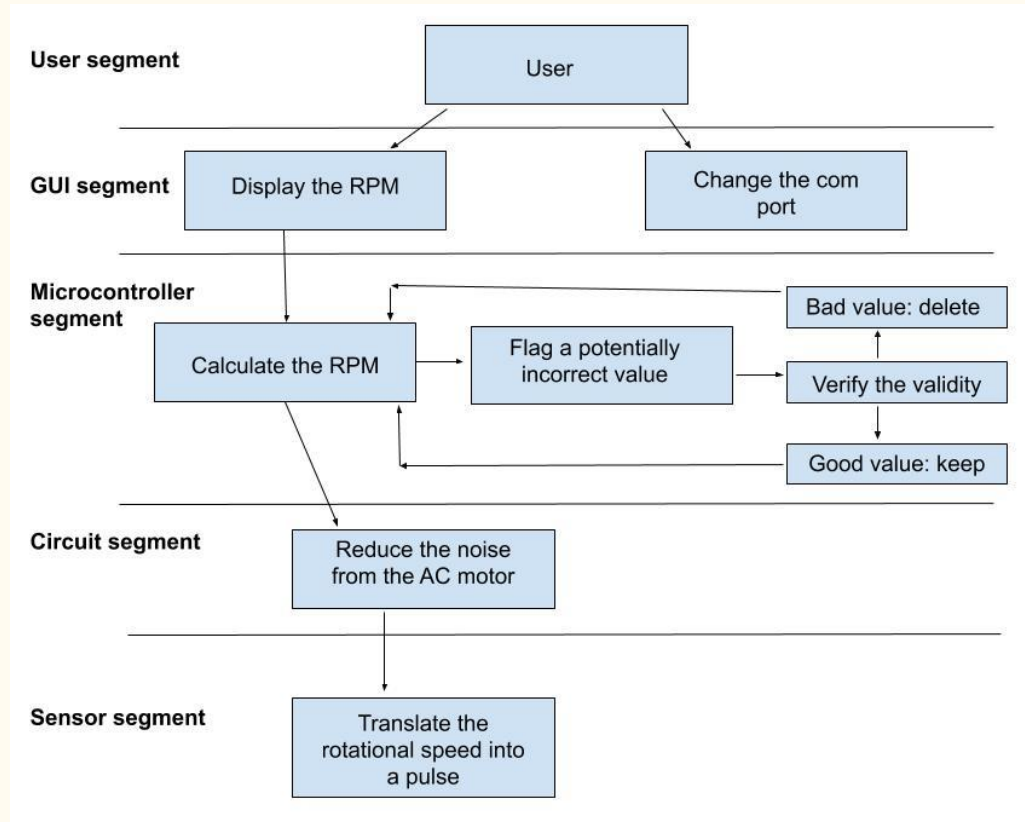 User segment
User
GUI segment
Display the RPM
Change the com
port
Microcontroller
segment
Bad value: delete
Calculate the RPM
Flag a potentially
incorrect value
Verify the validity
Good value: keep
Circuit segment
Reduce the noise
from the AC motor
Sensor segment
Translate the
rotational speed into
a pulse